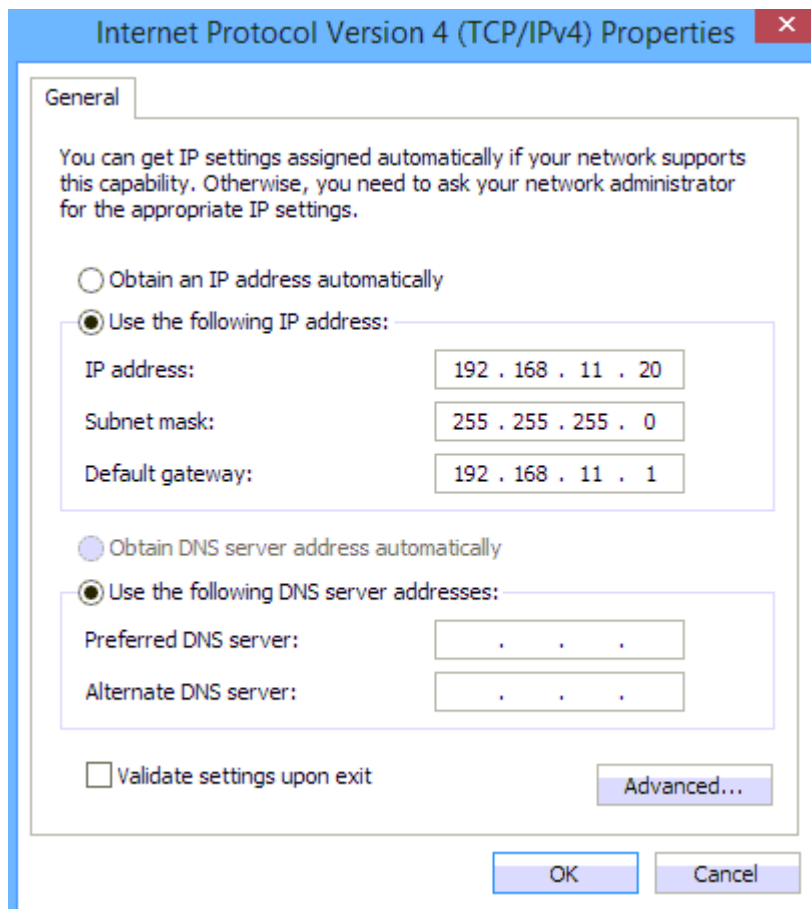 Internet Protocol Version 4 (TCP/IPv4) Properties
General
You can get IP settings assigned automatically if your network supports
this capability. Otherwise, you need to ask your network administrator
for the appropriate IP settings.
Obtain an IP address automatically
Use the following IP address:
IP address: 192 . 168 . 11 . 20
Subnet mask: 255 . 255 . 255 . 0
Default gateway: 192 . 168 . 11 . 1
Obtain DNS server address automatically
Use the following DNS server addresses:
Preferred DNS server: . . .
Alternate DNS server: . . .
Validate settings upon exit
Advanced...
OK Cancel